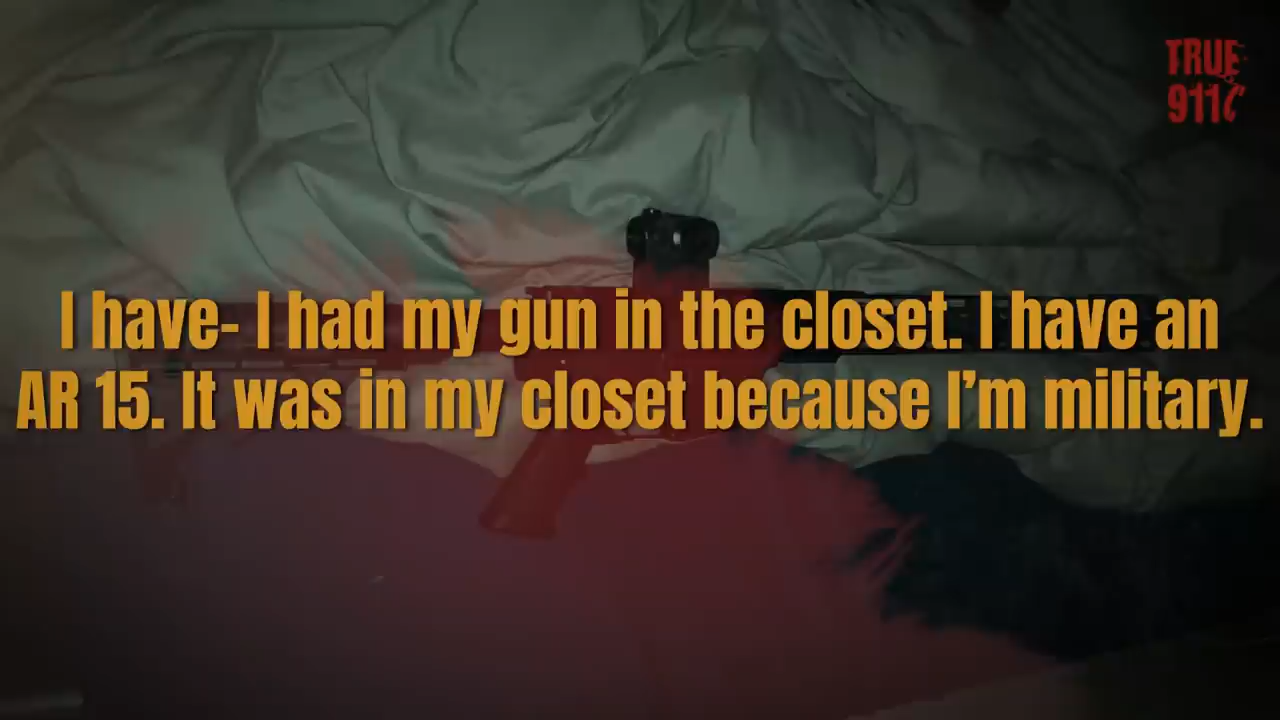 TRUE
911
I have- I had my gun in the closet. I have an
AR 15. It was in my closet because I’m military.